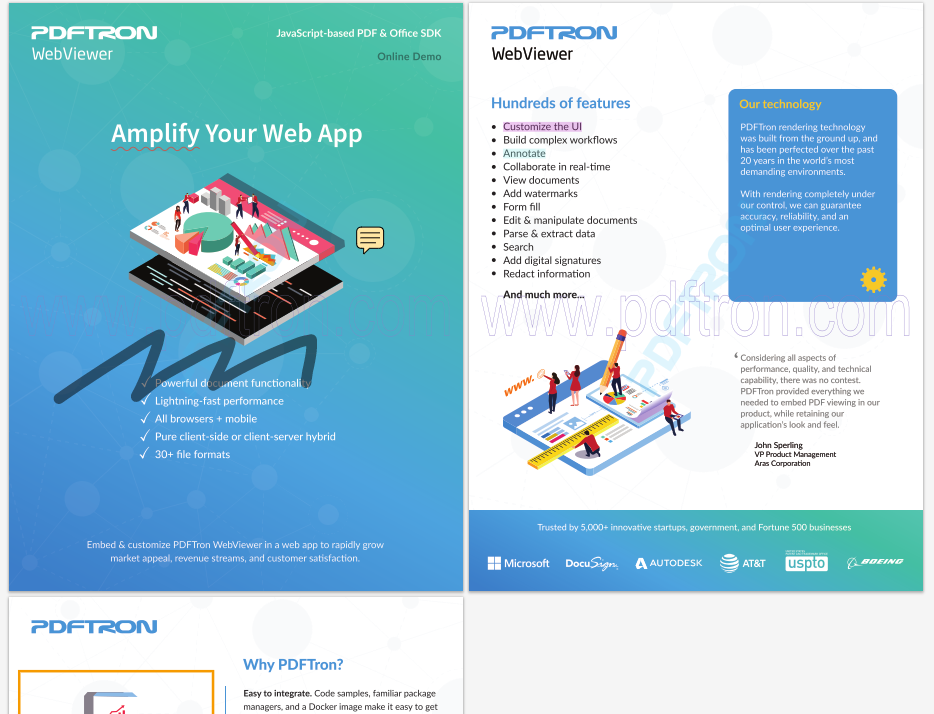 PDFTRON
WebViewer
JavaScript-based PDF & Office SDK
Online Demo
Amplify Your Web App
www.pdftron.com
✓ Powerful document functionality
✓ Lightning-fast performance
✓ All browsers + mobile
✓ Pure client-side or client-server hybrid
✓ 30+ file formats
Embed & customize PDFTron WebViewer in a web app to rapidly grow
market appeal, revenue streams, and customer satisfaction.
PDFTRON
WebViewer
Hundreds of features
• Customize the UI
• Build complex workflows
• Annotate
• Collaborate in real-time
• View documents
• Add watermarks
• Form fill
• Edit & manipulate documents
• Parse & extract data
• Search
• Add digital signatures
• Redact information
And much more...
Our technology
PDFTron rendering technology
was built from the ground up, and
has been perfected over the past
20 years in the world's most
demanding environments.
With rendering completely under
our control, we can guarantee
accuracy, reliability, and an
optimal user experience.
www.pdftron.com
PDFTRON
www.
‘ Considering all aspects of
performance, quality, and technical
capability, there was no contest.
PDFTron provided everything we
needed to embed PDF viewing in our
product, while retaining our
application's look and feel.
John Sperling
VP Product Management
Aras Corporation
Trusted by 5,000+ innovative startups, government, and Fortune 500 businesses
Microsoft
DocuSign
AUTODESK
AT&T
uspto
BOEING
PDFTRON
Why PDFTron?
Easy to integrate. Code samples, familiar package
managers, and a Docker image make it easy to get